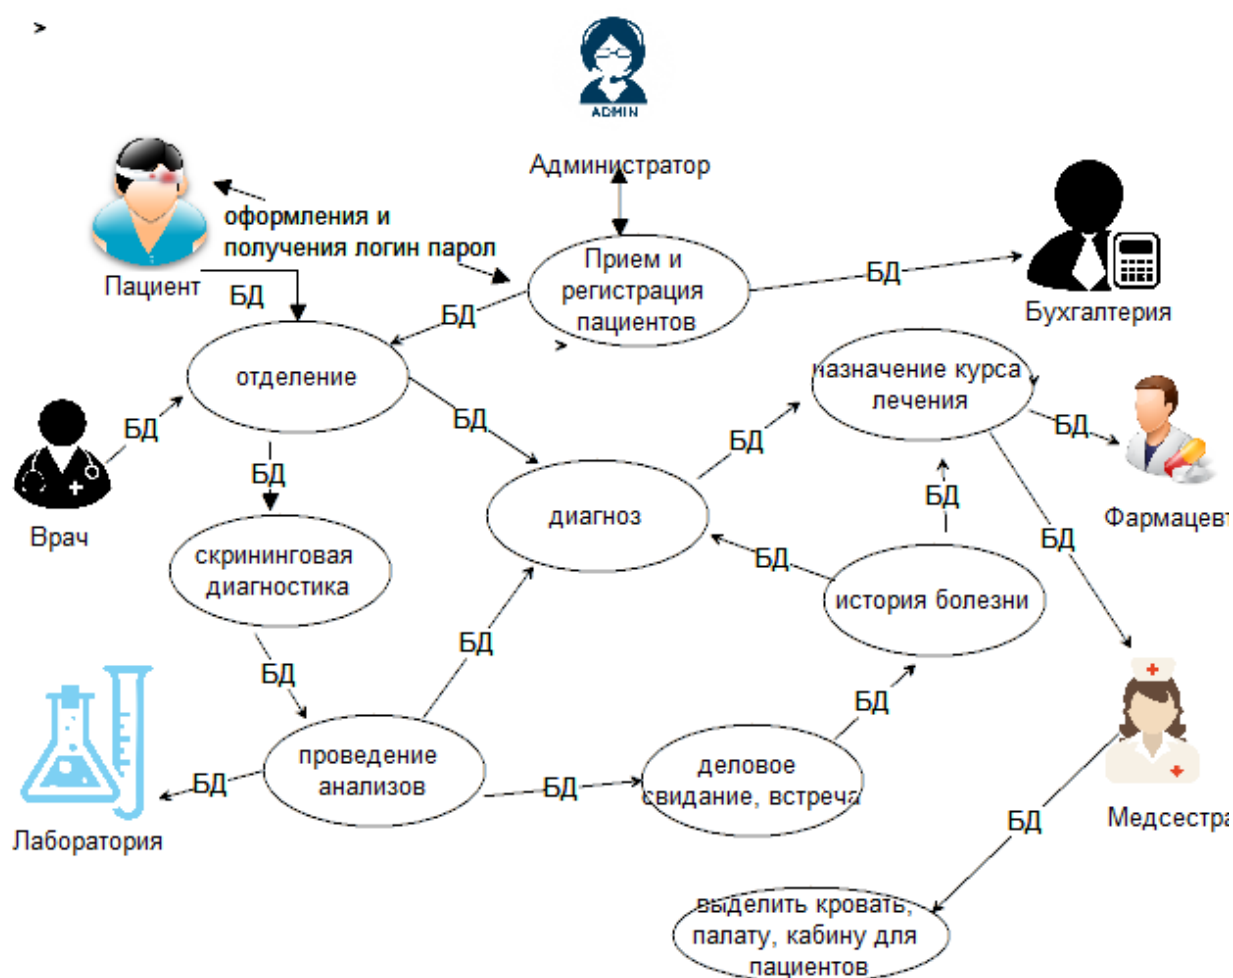 >
ADMIN
Администратор
оформления и
получения логин парол
Пациент
БД
БД
Прием и
регистрация
пациентов
>
БД
Бухгалтерия
отделение
назначение курса
лечения
БД
БД
БД
БД
БД
Врач
диагноз
БД
Фармацевт
скрининговая
диагностика
БД
БД
история болезни
БД
БД
БД
проведение
анализов
БД
Лаборатория
БД
деловое
свидание, встреча
Медсестра
БД
выделить кровать,
палату, кабину для
пациентов